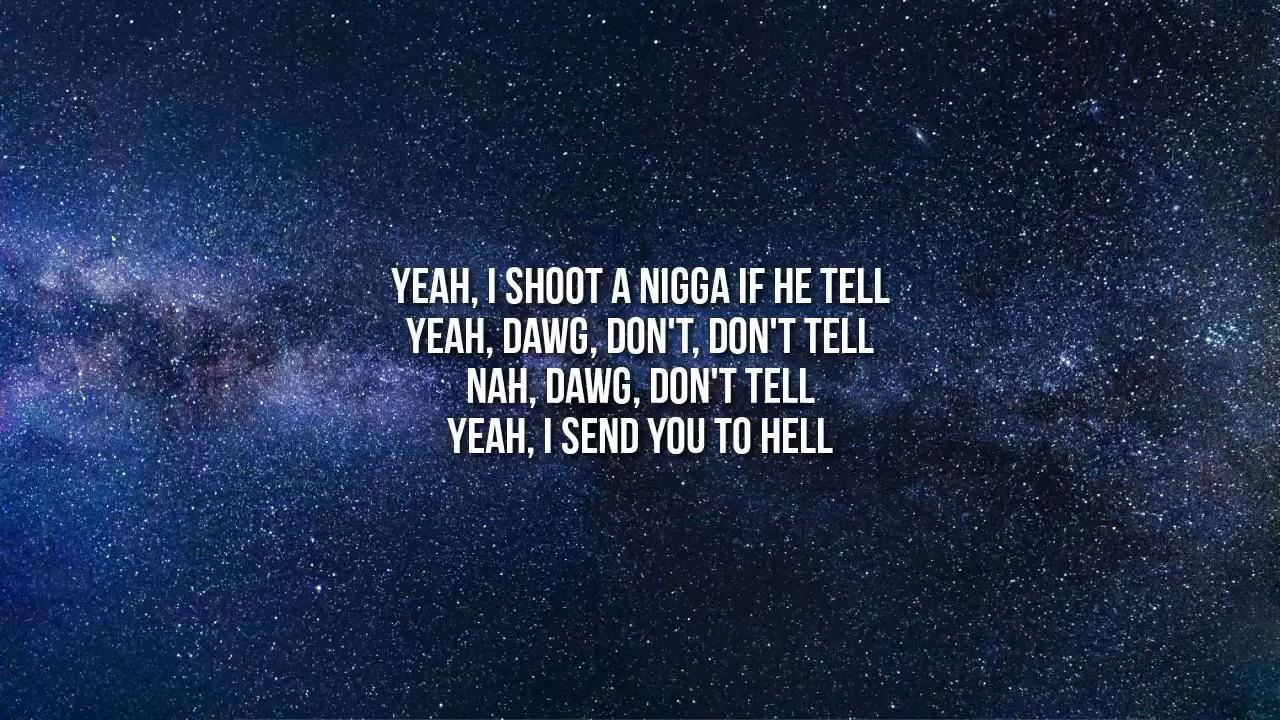 YEAH, I SHOOT A NIGGA IF HE TELL
YEAH, DAWG, DON'T, DON'T TELL
NAH, DAWG, DON'T TELL
YEAH, I SEND YOU TO HELL